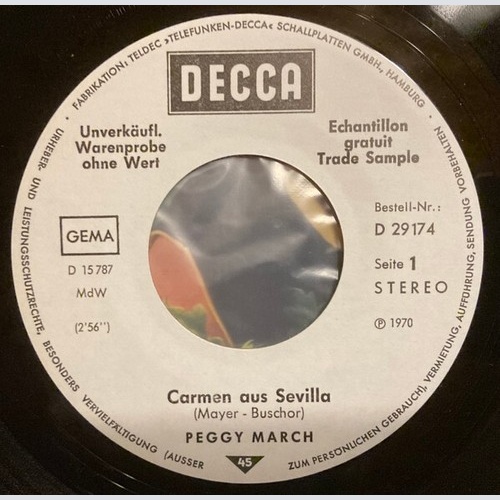 • FABRIKATION: TELDEC »TELEFUNKEN-DECCA« SCHALLPLATTEN GMBH., HAMBURG •
DECCA
Unverkäufl.
Warenprobe
ohne Wert
Echantillon
gratuit
Trade Sample
GEMA
D 15 787
MdW
(2'56'')
Bestell-Nr.:
D 29174
Seite 1
STEREO
℗ 1970
Carmen aus Sevilla
(Mayer - Buschor)
PEGGY MARCH
45
URHEBER- UND LEISTUNGSSCHUTZRECHTE, BESONDERS VERVIELFÄLTIGUNG (AUSSER ZUM PERSÖNLICHEN GEBRAUCH), VERMIETUNG, AUFFÜHRUNG, SENDUNG VORBEHALTEN